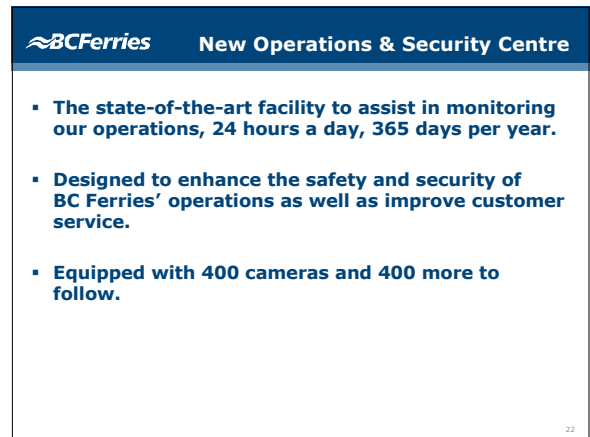 BCFerries New Operations & Security Centre
▪ The state-of-the-art facility to assist in monitoring
our operations, 24 hours a day, 365 days per year.
▪ Designed to enhance the safety and security of
BC Ferries’ operations as well as improve customer
service.
▪ Equipped with 400 cameras and 400 more to
follow.
22